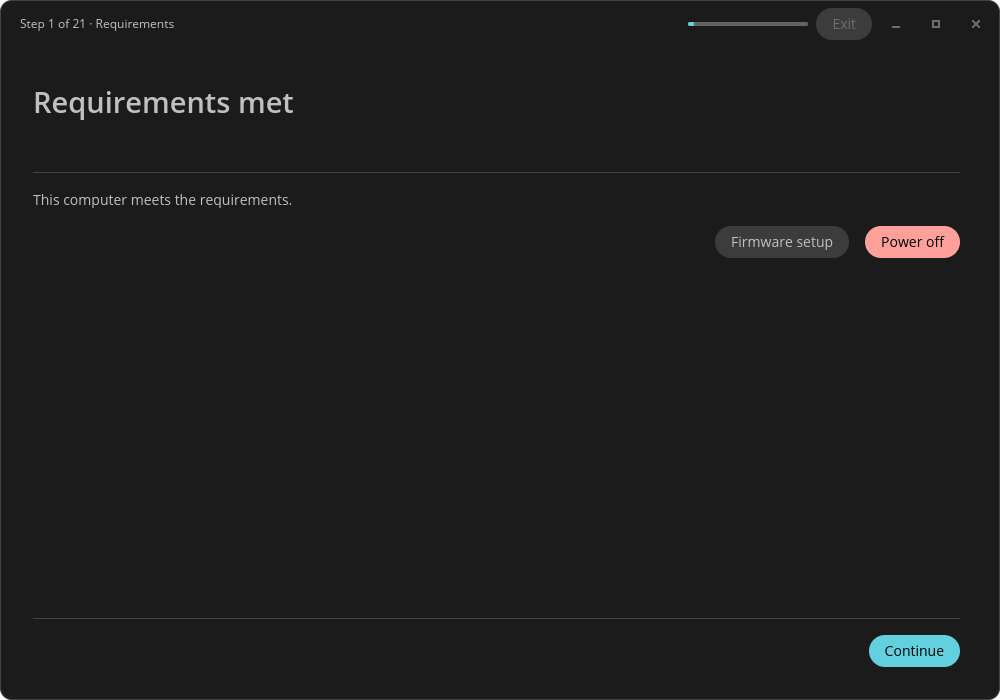 Step 1 of 21 · Requirements
Exit
Requirements met
This computer meets the requirements.
Firmware setup
Power off
Continue